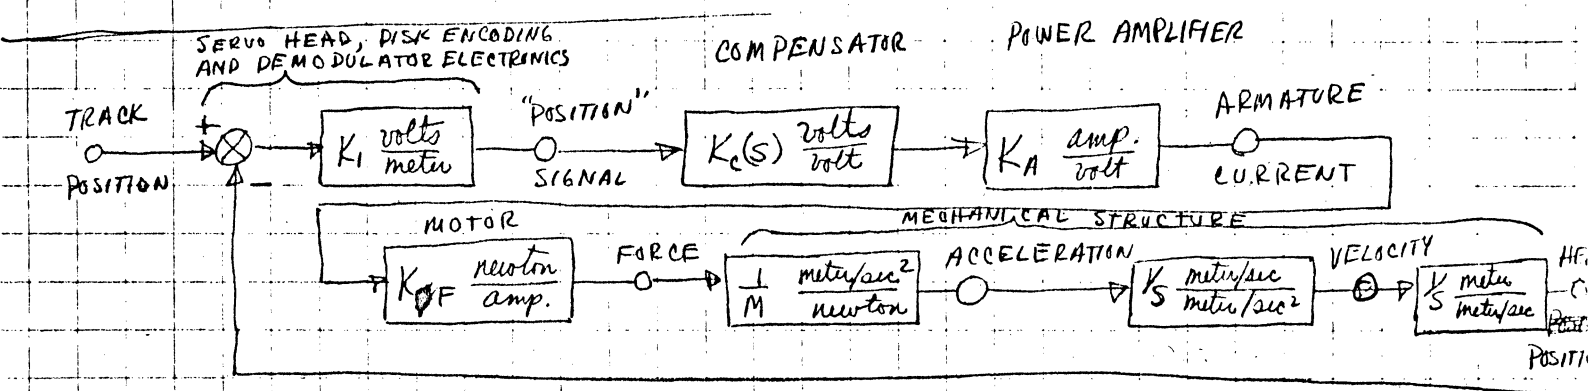 SERVO HEAD, DISK ENCODING
AND DEMODULATOR ELECTRONICS
COMPENSATOR
POWER AMPLIFIER
TRACK
POSITION
+
−
K1 volts/meter
"POSITION"
SIGNAL
Kc(s) volts/volt
KA amp./volt
ARMATURE
CURRENT
MOTOR
MECHANICAL STRUCTURE
KF newton/amp.
FORCE
1/M meter/sec²/newton
ACCELERATION
1/S meter/sec/meter/sec²
VELOCITY
1/S meter/meter/sec